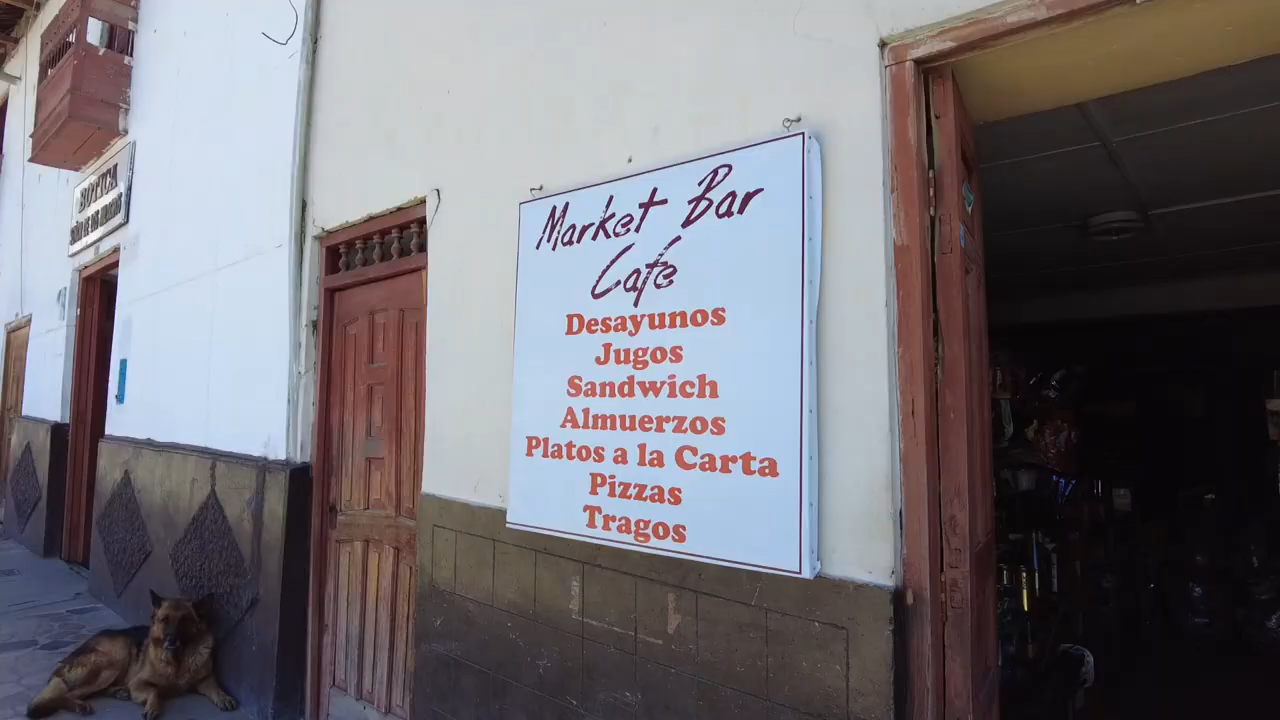 BOTICA
Market Bar
Cafe
Desayunos
Jugos
Sandwich
Almuerzos
Platos a la Carta
Pizzas
Tragos